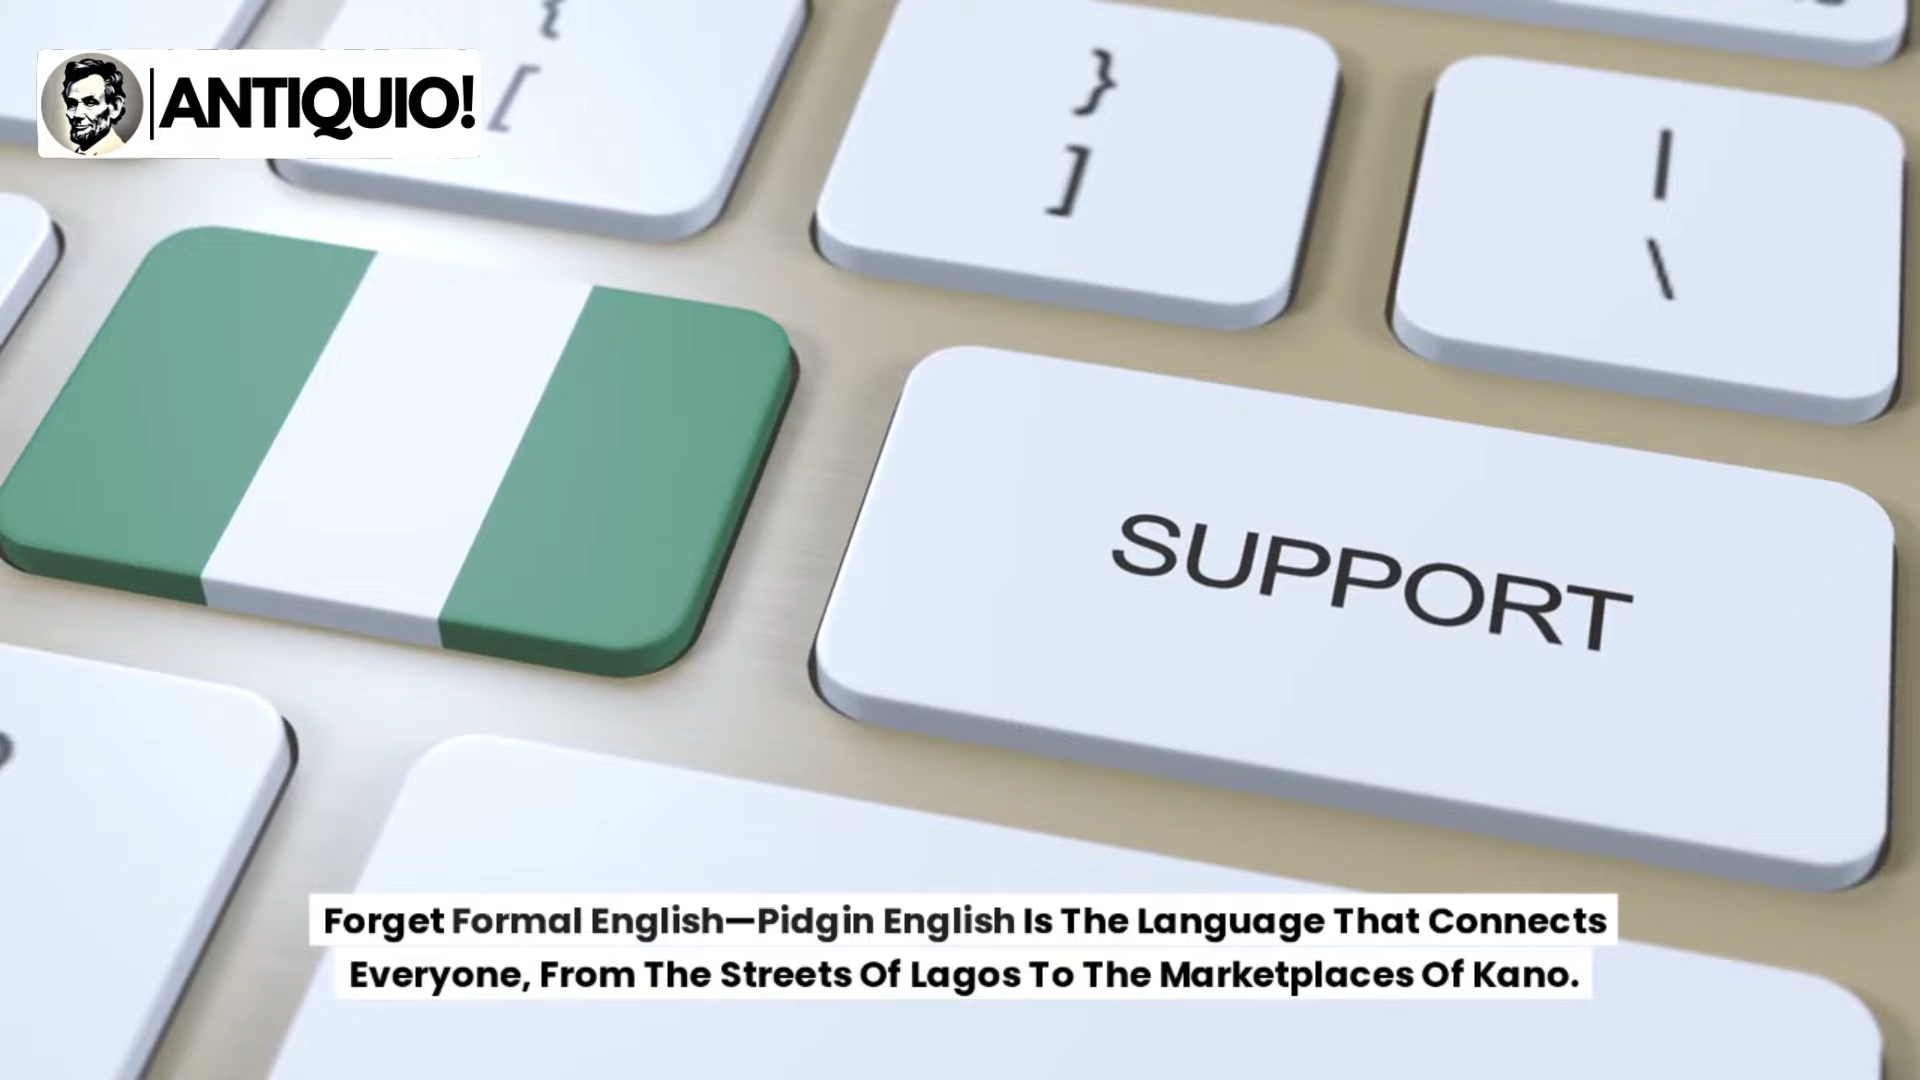 ANTIQUIO!
{
[
}
]
|
\
SUPPORT
Forget Formal English—Pidgin English Is The Language That Connects
Everyone, From The Streets Of Lagos To The Marketplaces Of Kano.